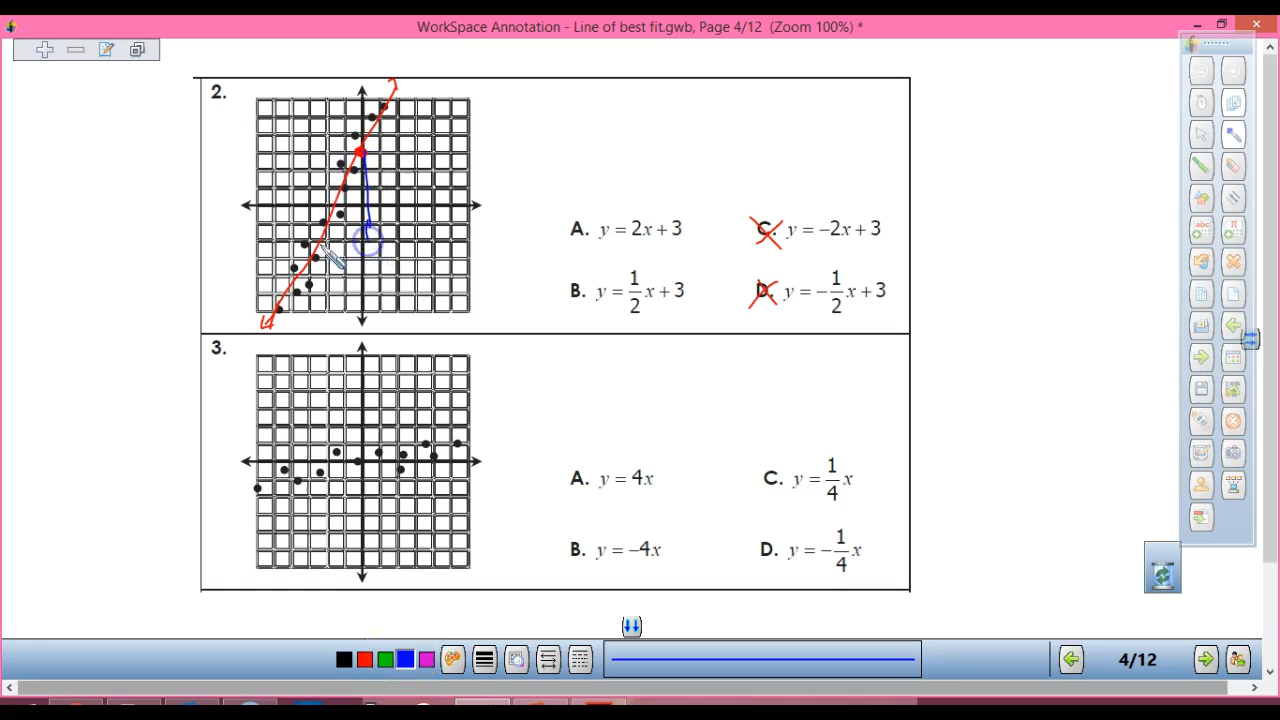 WorkSpace Annotation - Line of best fit.gwb, Page 4/12 (Zoom 100%) *
2.
A. y = 2x + 3
C. y = −2x + 3
B. y = 1/2 x + 3
D. y = −1/2 x + 3
3.
A. y = 4x
C. y = 1/4 x
B. y = −4x
D. y = −1/4 x
abc
π
4/12